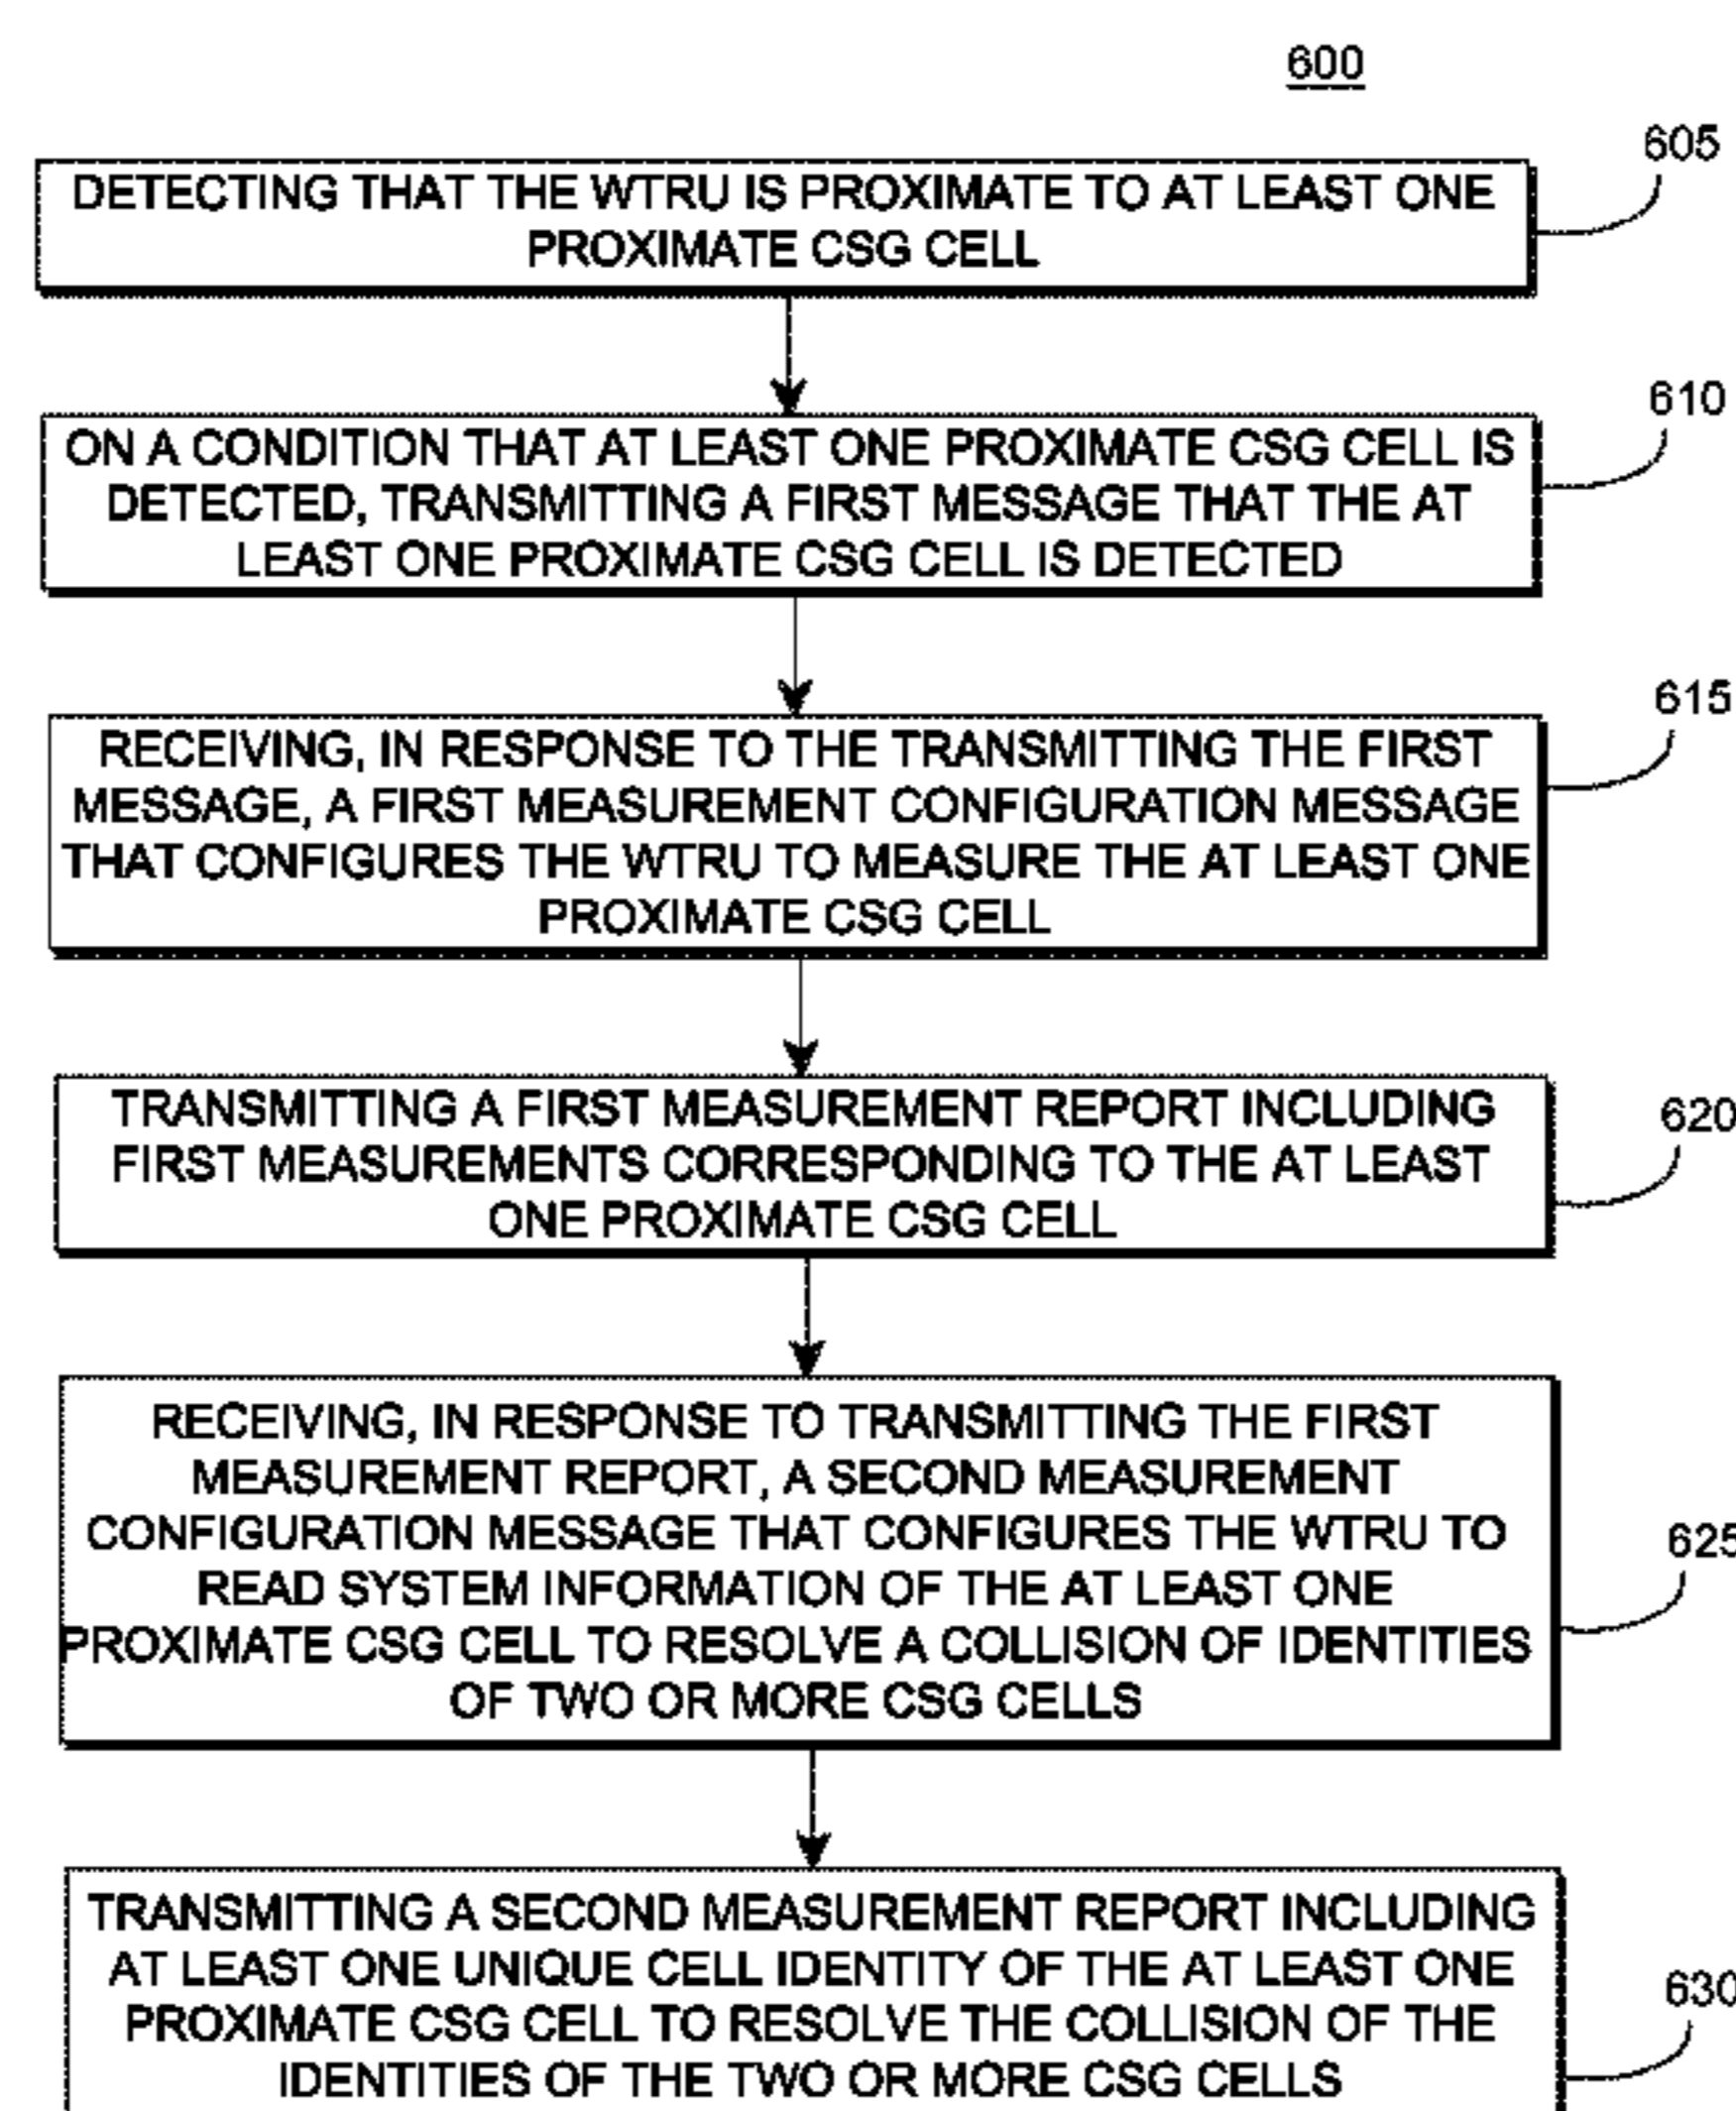 600
605
DETECTING THAT THE WTRU IS PROXIMATE TO AT LEAST ONE
PROXIMATE CSG CELL
610
ON A CONDITION THAT AT LEAST ONE PROXIMATE CSG CELL IS
DETECTED, TRANSMITTING A FIRST MESSAGE THAT THE AT
LEAST ONE PROXIMATE CSG CELL IS DETECTED
615
RECEIVING, IN RESPONSE TO THE TRANSMITTING THE FIRST
MESSAGE, A FIRST MEASUREMENT CONFIGURATION MESSAGE
THAT CONFIGURES THE WTRU TO MEASURE THE AT LEAST ONE
PROXIMATE CSG CELL
620
TRANSMITTING A FIRST MEASUREMENT REPORT INCLUDING
FIRST MEASUREMENTS CORRESPONDING TO THE AT LEAST
ONE PROXIMATE CSG CELL
625
RECEIVING, IN RESPONSE TO TRANSMITTING THE FIRST
MEASUREMENT REPORT, A SECOND MEASUREMENT
CONFIGURATION MESSAGE THAT CONFIGURES THE WTRU TO
READ SYSTEM INFORMATION OF THE AT LEAST ONE
PROXIMATE CSG CELL TO RESOLVE A COLLISION OF IDENTITIES
OF TWO OR MORE CSG CELLS
630
TRANSMITTING A SECOND MEASUREMENT REPORT INCLUDING
AT LEAST ONE UNIQUE CELL IDENTITY OF THE AT LEAST ONE
PROXIMATE CSG CELL TO RESOLVE THE COLLISION OF THE
IDENTITIES OF THE TWO OR MORE CSG CELLS